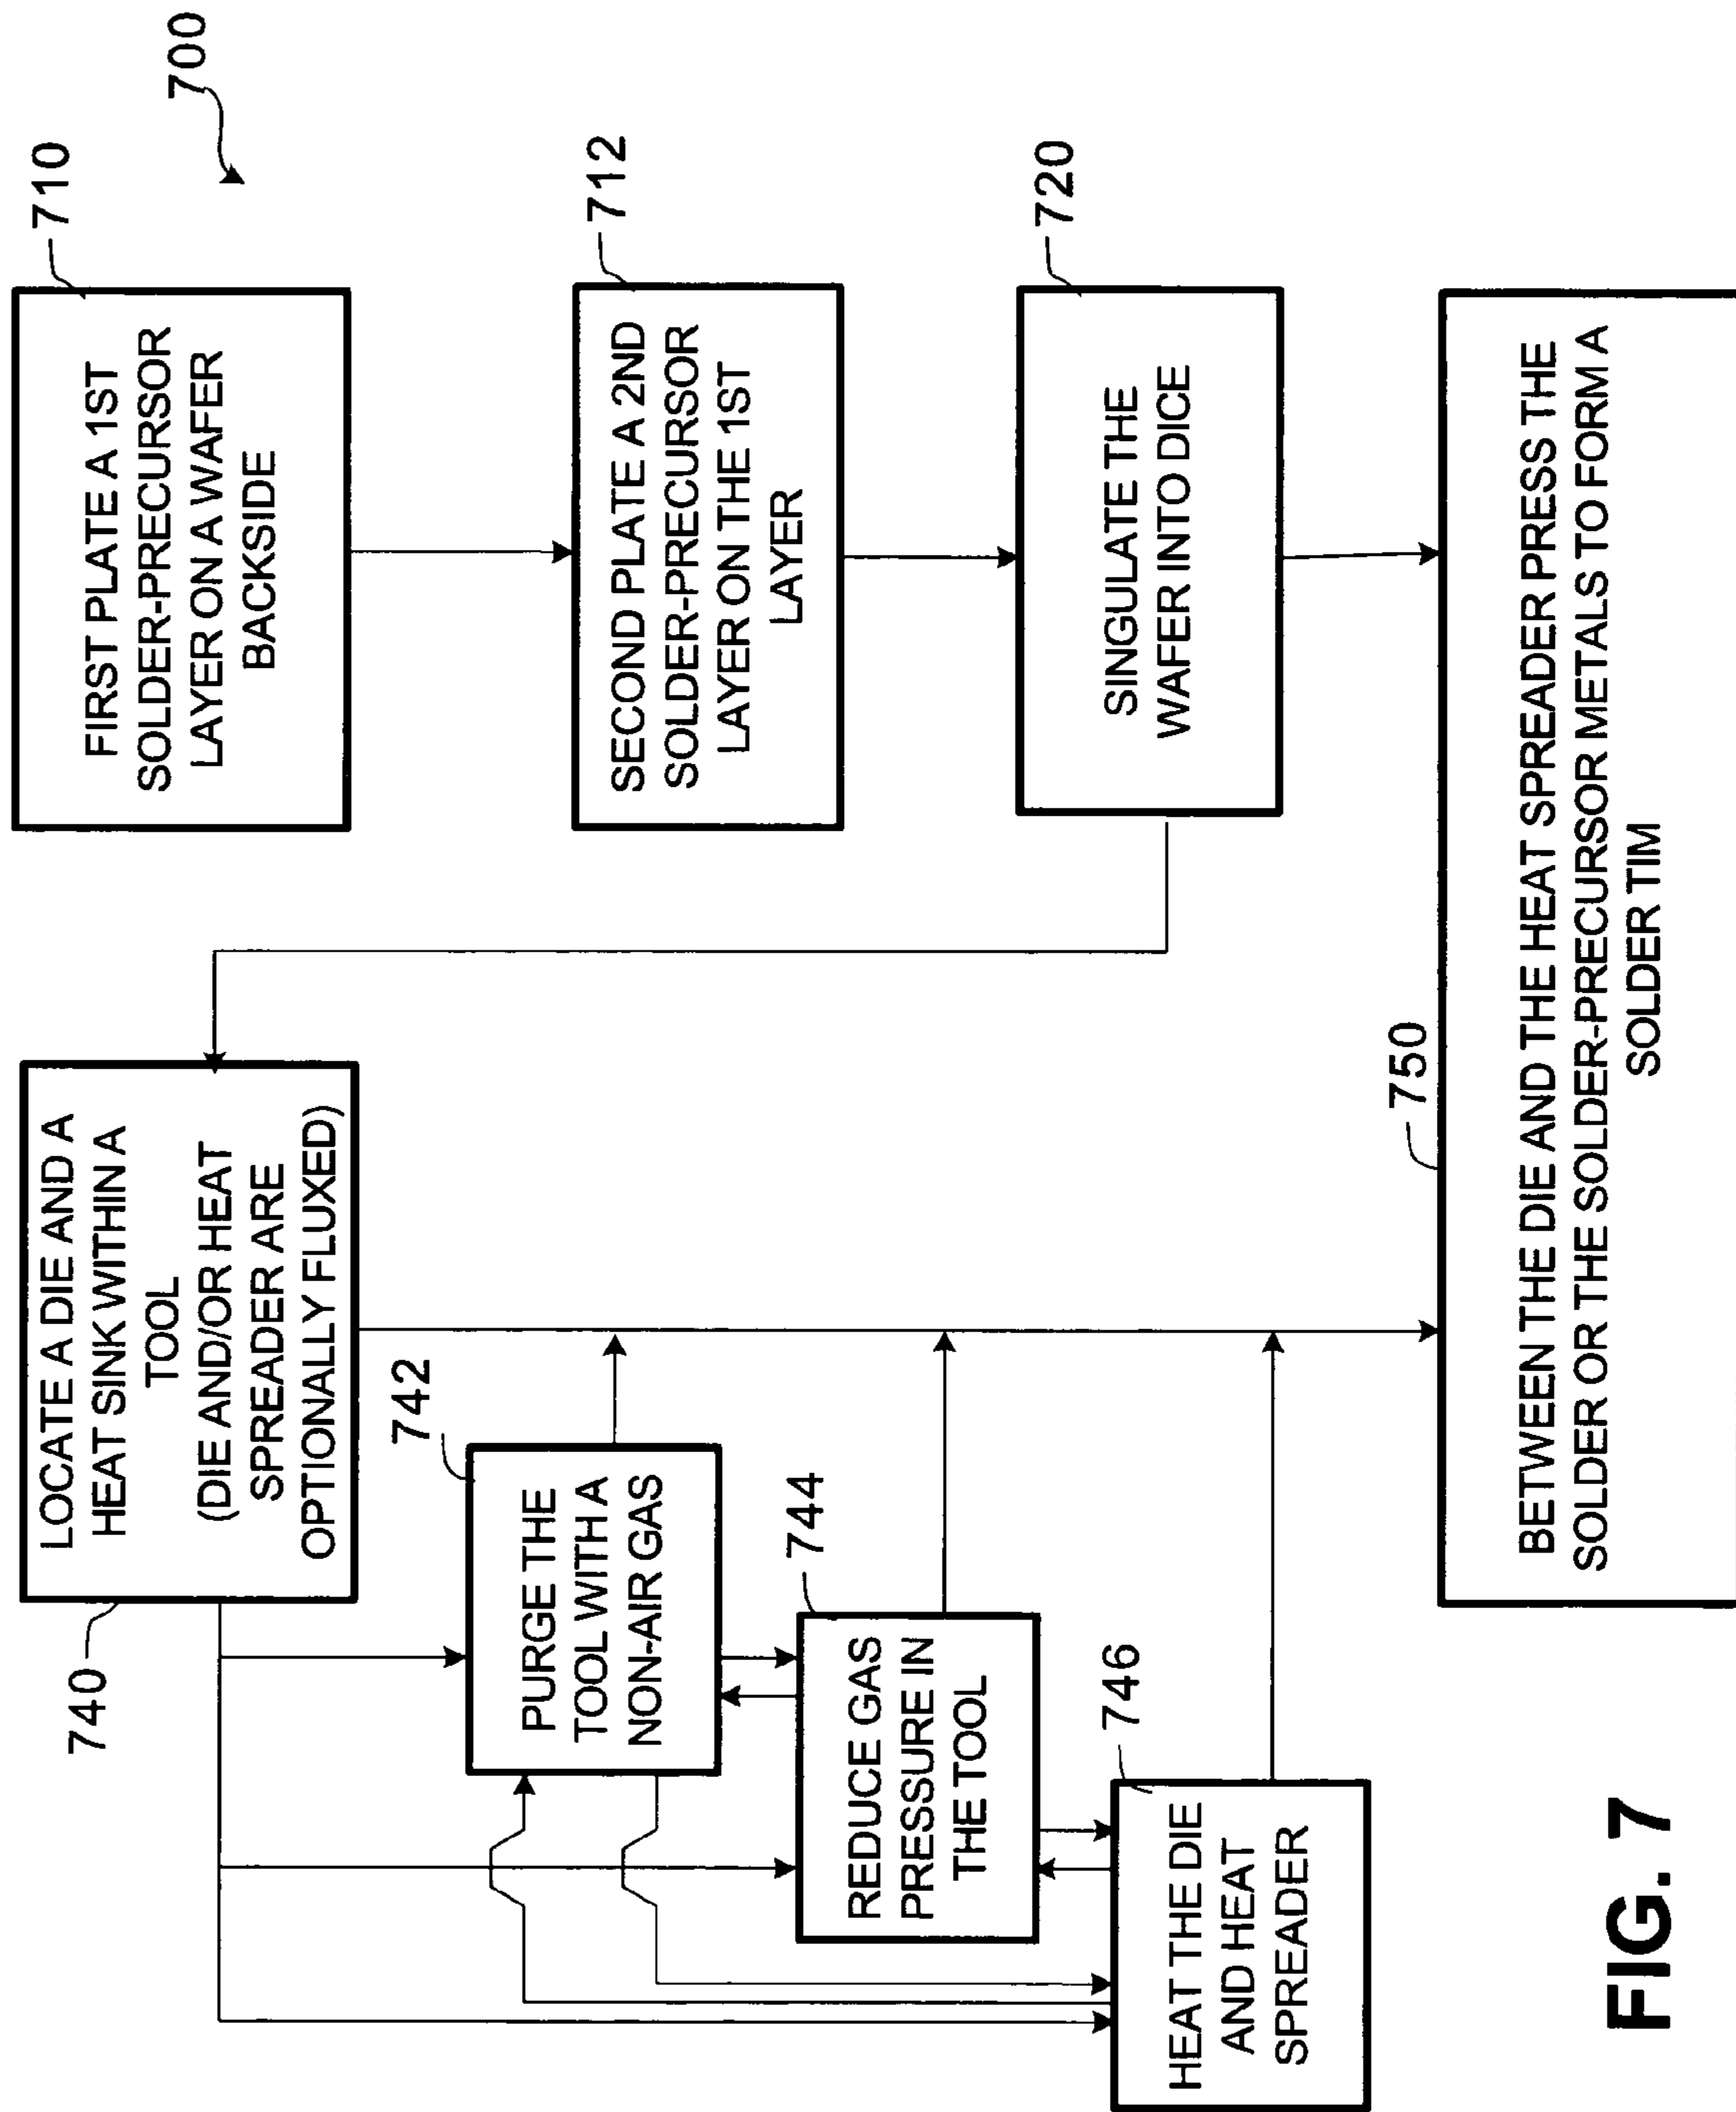 700
710
FIRST PLATE A 1ST
SOLDER-PRECURSOR
LAYER ON A WAFER
BACKSIDE
712
SECOND PLATE A 2ND
SOLDER-PRECURSOR
LAYER ON THE 1ST
LAYER
720
SINGULATE THE
WAFER INTO DICE
740
LOCATE A DIE AND A
HEAT SINK WITHIN A
TOOL
(DIE AND/OR HEAT
SPREADER ARE
OPTIONALLY FLUXED)
742
PURGE THE
TOOL WITH A
NON-AIR GAS
744
REDUCE GAS
PRESSURE IN
THE TOOL
746
HEAT THE DIE
AND HEAT
SPREADER
750
BETWEEN THE DIE AND THE HEAT SPREADER PRESS THE
SOLDER OR THE SOLDER-PRECURSOR METALS TO FORM A
SOLDER TIM
FIG. 7